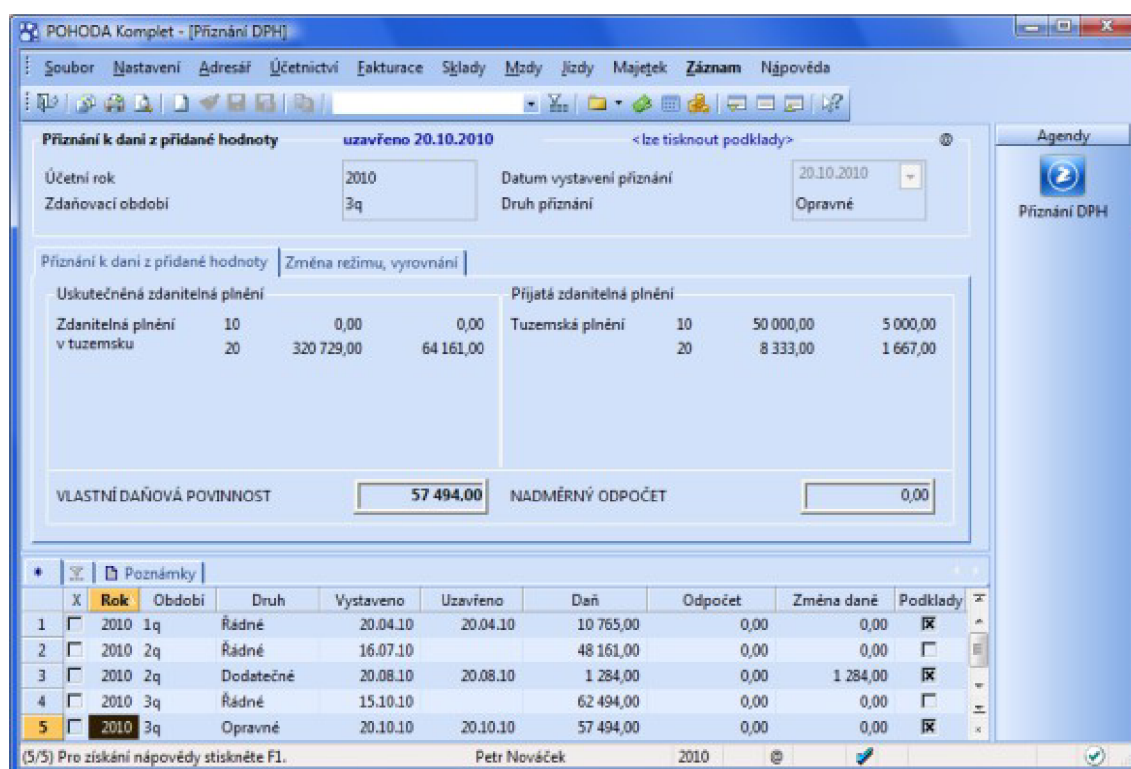 POHODA Komplet - [Přiznání DPH]
Soubor Nastavení Adresář Účetnictví Fakturace Sklady Mzdy Jízdy Majetek Záznam Nápověda
Přiznání k dani z přidané hodnoty uzavřeno 20.10.2010 <lze tisknout podklady> @
Účetní rok 2010 Datum vystavení přiznání 20.10.2010
Zdaňovací období 3q Druh přiznání Opravné
Agendy
Přiznání DPH
Přiznání k dani z přidané hodnoty Změna režimu, vyrovnání
Uskutečněná zdanitelná plnění Přijatá zdanitelná plnění
Zdanitelná plnění 10 0,00 0,00 Tuzemská plnění 10 50 000,00 5 000,00
v tuzemsku 20 320 729,00 64 161,00 20 8 333,00 1 667,00
VLASTNÍ DAŇOVÁ POVINNOST 57 494,00 NADMĚRNÝ ODPOČET 0,00
Poznámky
X Rok Období Druh Vystaveno Uzavřeno Daň Odpočet Změna daně Podklady
1 2010 1q Řádné 20.04.10 20.04.10 10 765,00 0,00 0,00
2 2010 2q Řádné 16.07.10 48 161,00 0,00 0,00
3 2010 2q Dodatečné 20.08.10 20.08.10 1 284,00 0,00 1 284,00
4 2010 3q Řádné 15.10.10 62 494,00 0,00 0,00
5 2010 3q Opravné 20.10.10 20.10.10 57 494,00 0,00 0,00
(5/5) Pro získání nápovědy stiskněte F1. Petr Nováček 2010 @